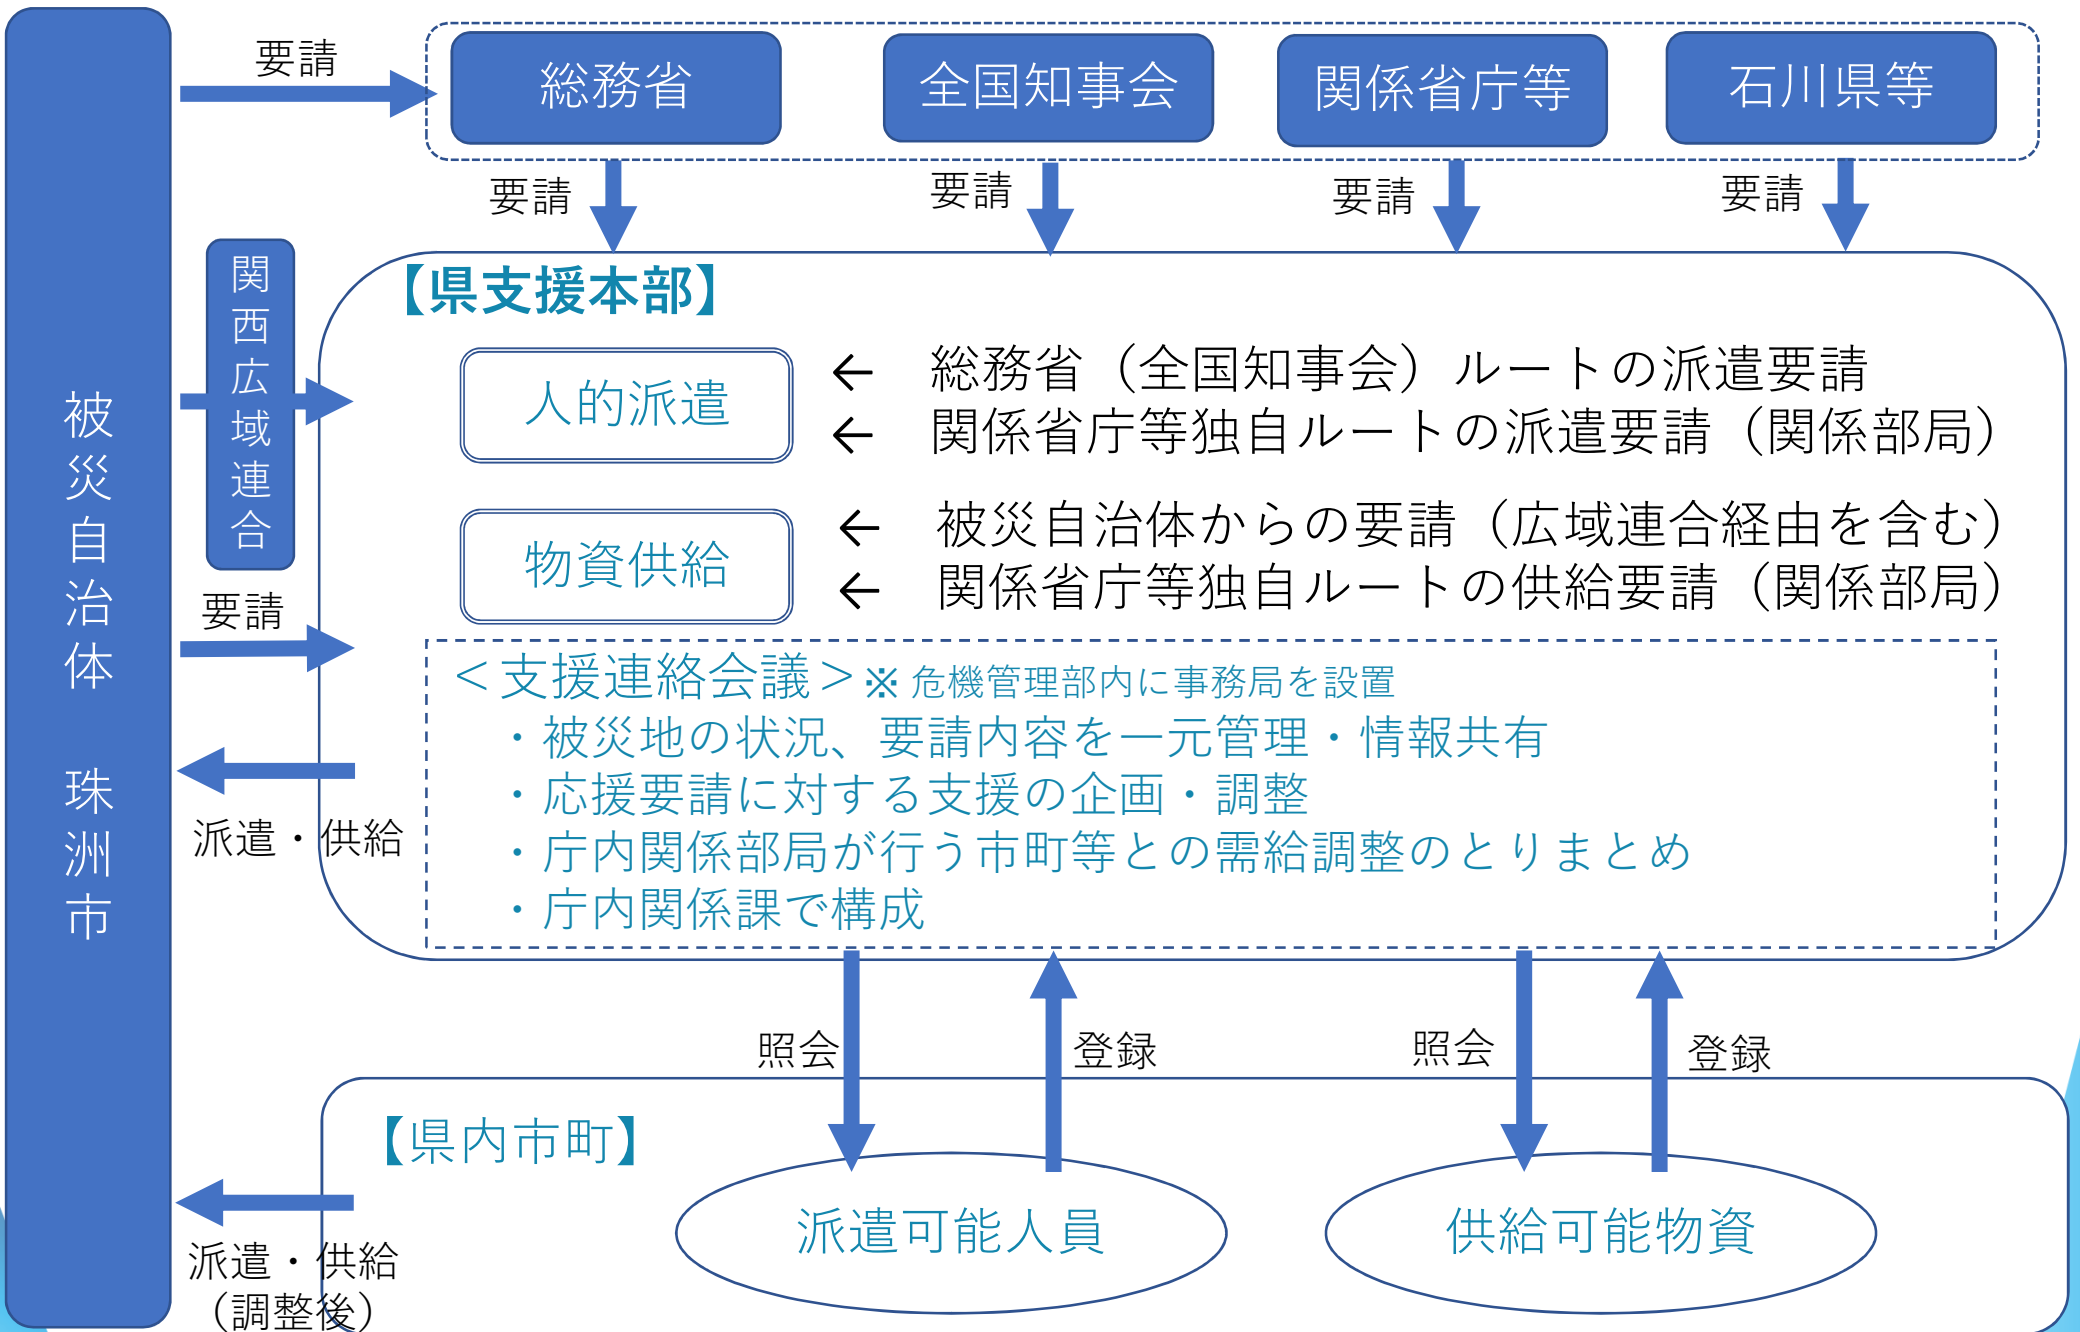 被災自治体　珠洲市
要請
総務省
全国知事会
関係省庁等
石川県等
要請
要請
要請
要請
関西広域連合
要請
派遣・供給
【県支援本部】
人的派遣
← 総務省（全国知事会）ルートの派遣要請
← 関係省庁等独自ルートの派遣要請（関係部局）
物資供給
← 被災自治体からの要請（広域連合経由を含む）
← 関係省庁等独自ルートの供給要請（関係部局）
＜支援連絡会議＞※ 危機管理部内に事務局を設置
・被災地の状況、要請内容を一元管理・情報共有
・応援要請に対する支援の企画・調整
・庁内関係部局が行う市町等との需給調整のとりまとめ
・庁内関係課で構成
照会
登録
照会
登録
【県内市町】
派遣可能人員
供給可能物資
派遣・供給
（調整後）